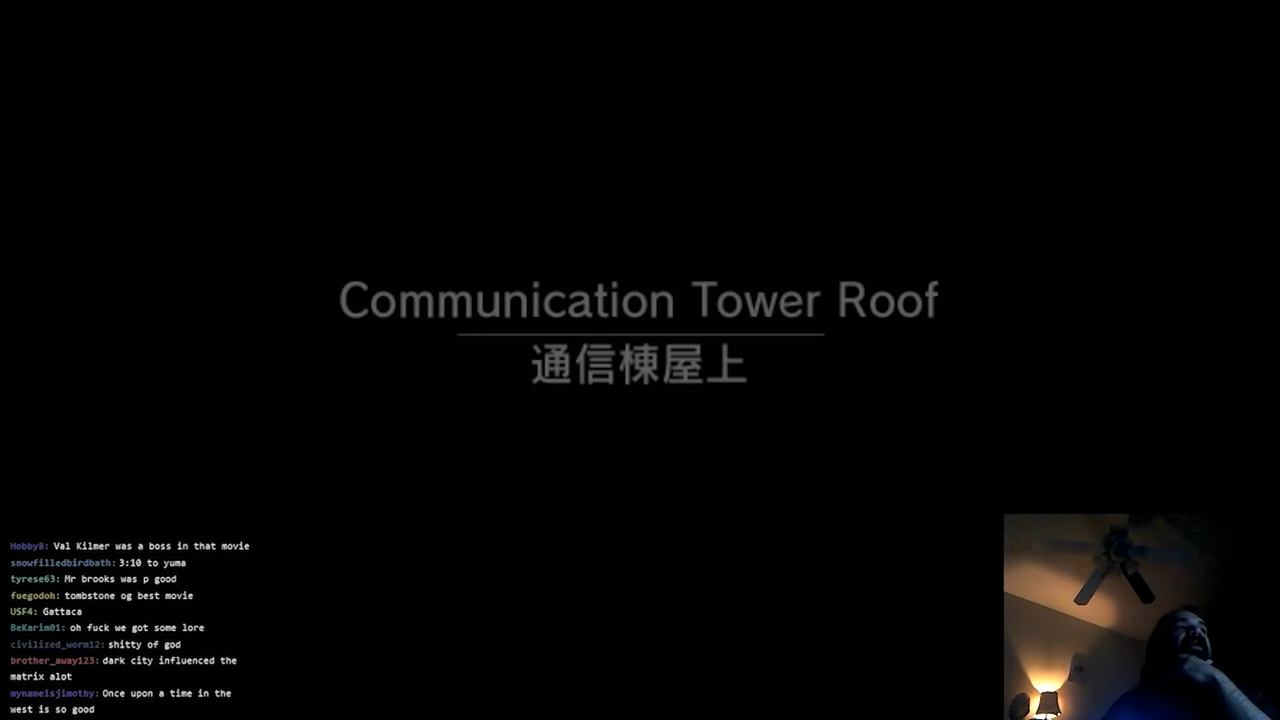 Communication Tower Roof
通信棟屋上
Hobby8: Val Kilmer was a boss in that movie
snowfilledbirdbath: 3:10 to yuma
tyrese63: Mr brooks was p good
fuegodoh: tombstone og best movie
USF4: Gattaca
BeKarim01: oh fuck we got some lore
civilized_worm12: shitty of god
brother_away123: dark city influenced the
matrix alot
mynameisjimothy: Once upon a time in the
west is so good